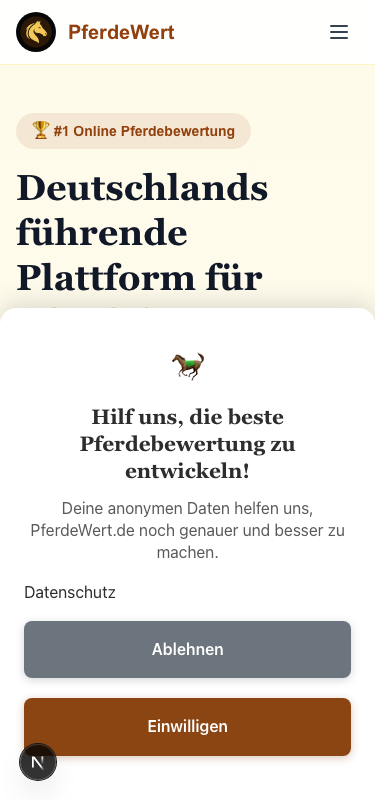 PferdeWert
🏆 #1 Online Pferdebewertung
Deutschlands
führende
Plattform für
Hilf uns, die beste
Pferdebewertung zu
entwickeln!
Deine anonymen Daten helfen uns,
PferdeWert.de noch genauer und besser zu
machen.
Datenschutz
Ablehnen
Einwilligen
N